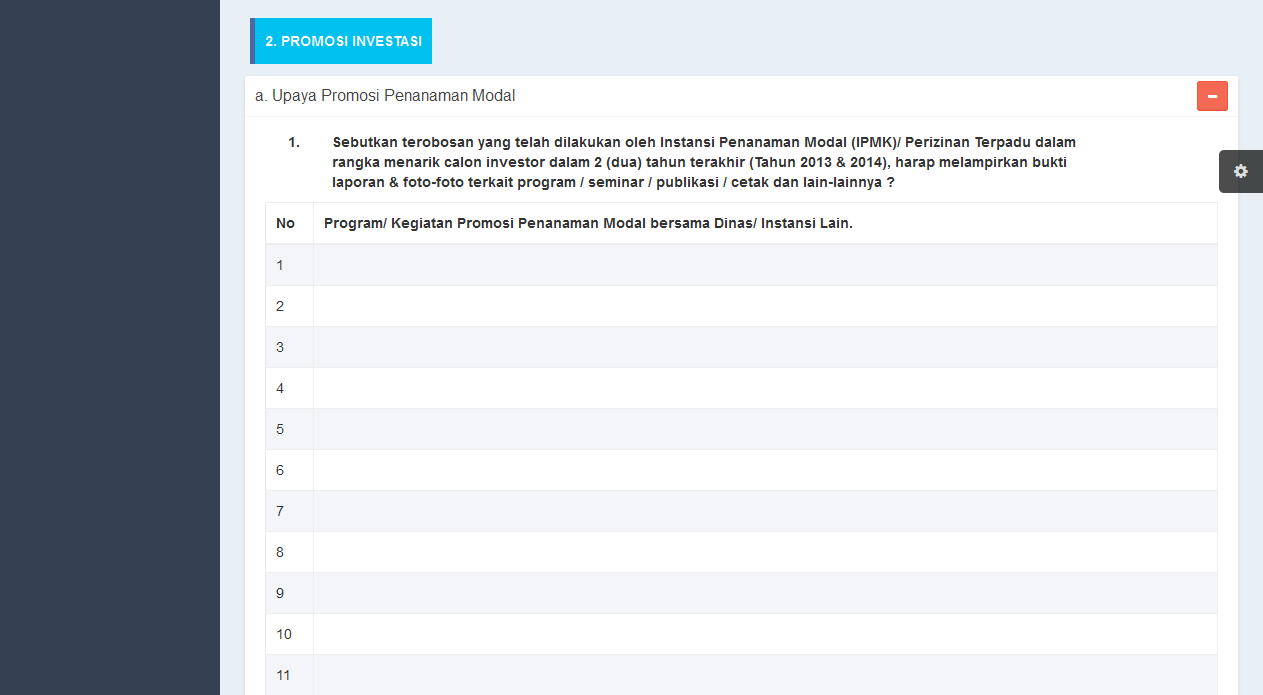 2. PROMOSI INVESTASI
a. Upaya Promosi Penanaman Modal
1. Sebutkan terobosan yang telah dilakukan oleh Instansi Penanaman Modal (IPMK)/ Perizinan Terpadu dalam
rangka menarik calon investor dalam 2 (dua) tahun terakhir (Tahun 2013 & 2014), harap melampirkan bukti
laporan & foto-foto terkait program / seminar / publikasi / cetak dan lain-lainnya ?
No Program/ Kegiatan Promosi Penanaman Modal bersama Dinas/ Instansi Lain.
1
2
3
4
5
6
7
8
9
10
11